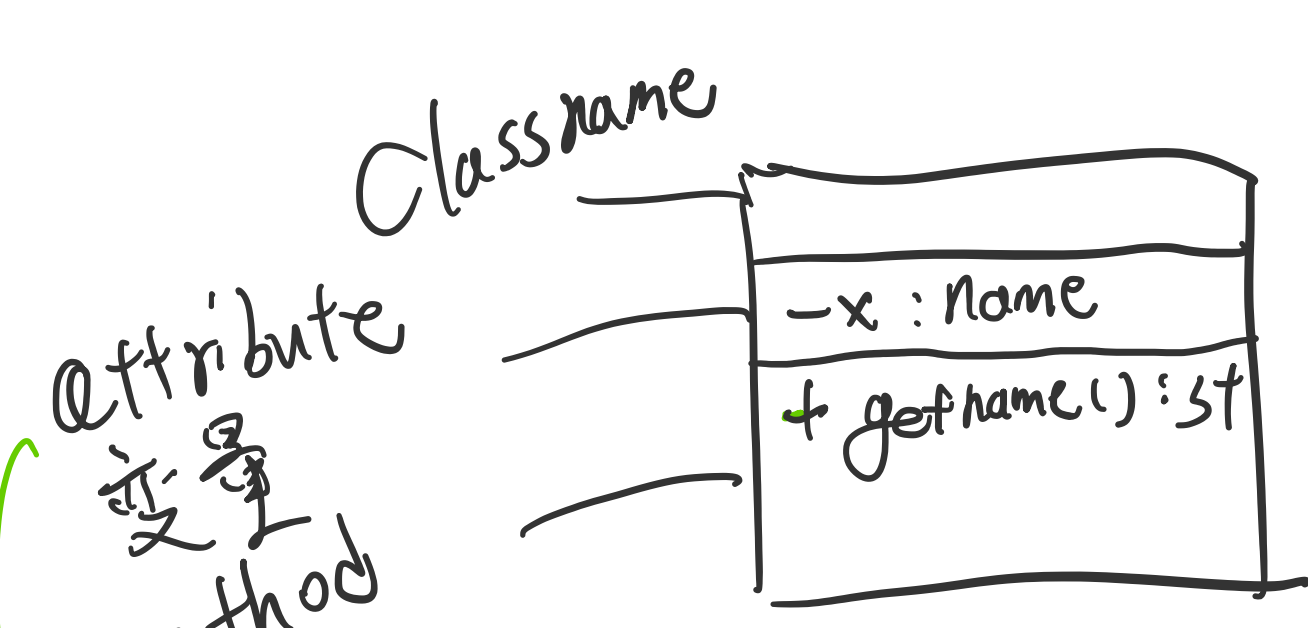 Classname
attribute
变量
thod
-x : name
+ getname() : st